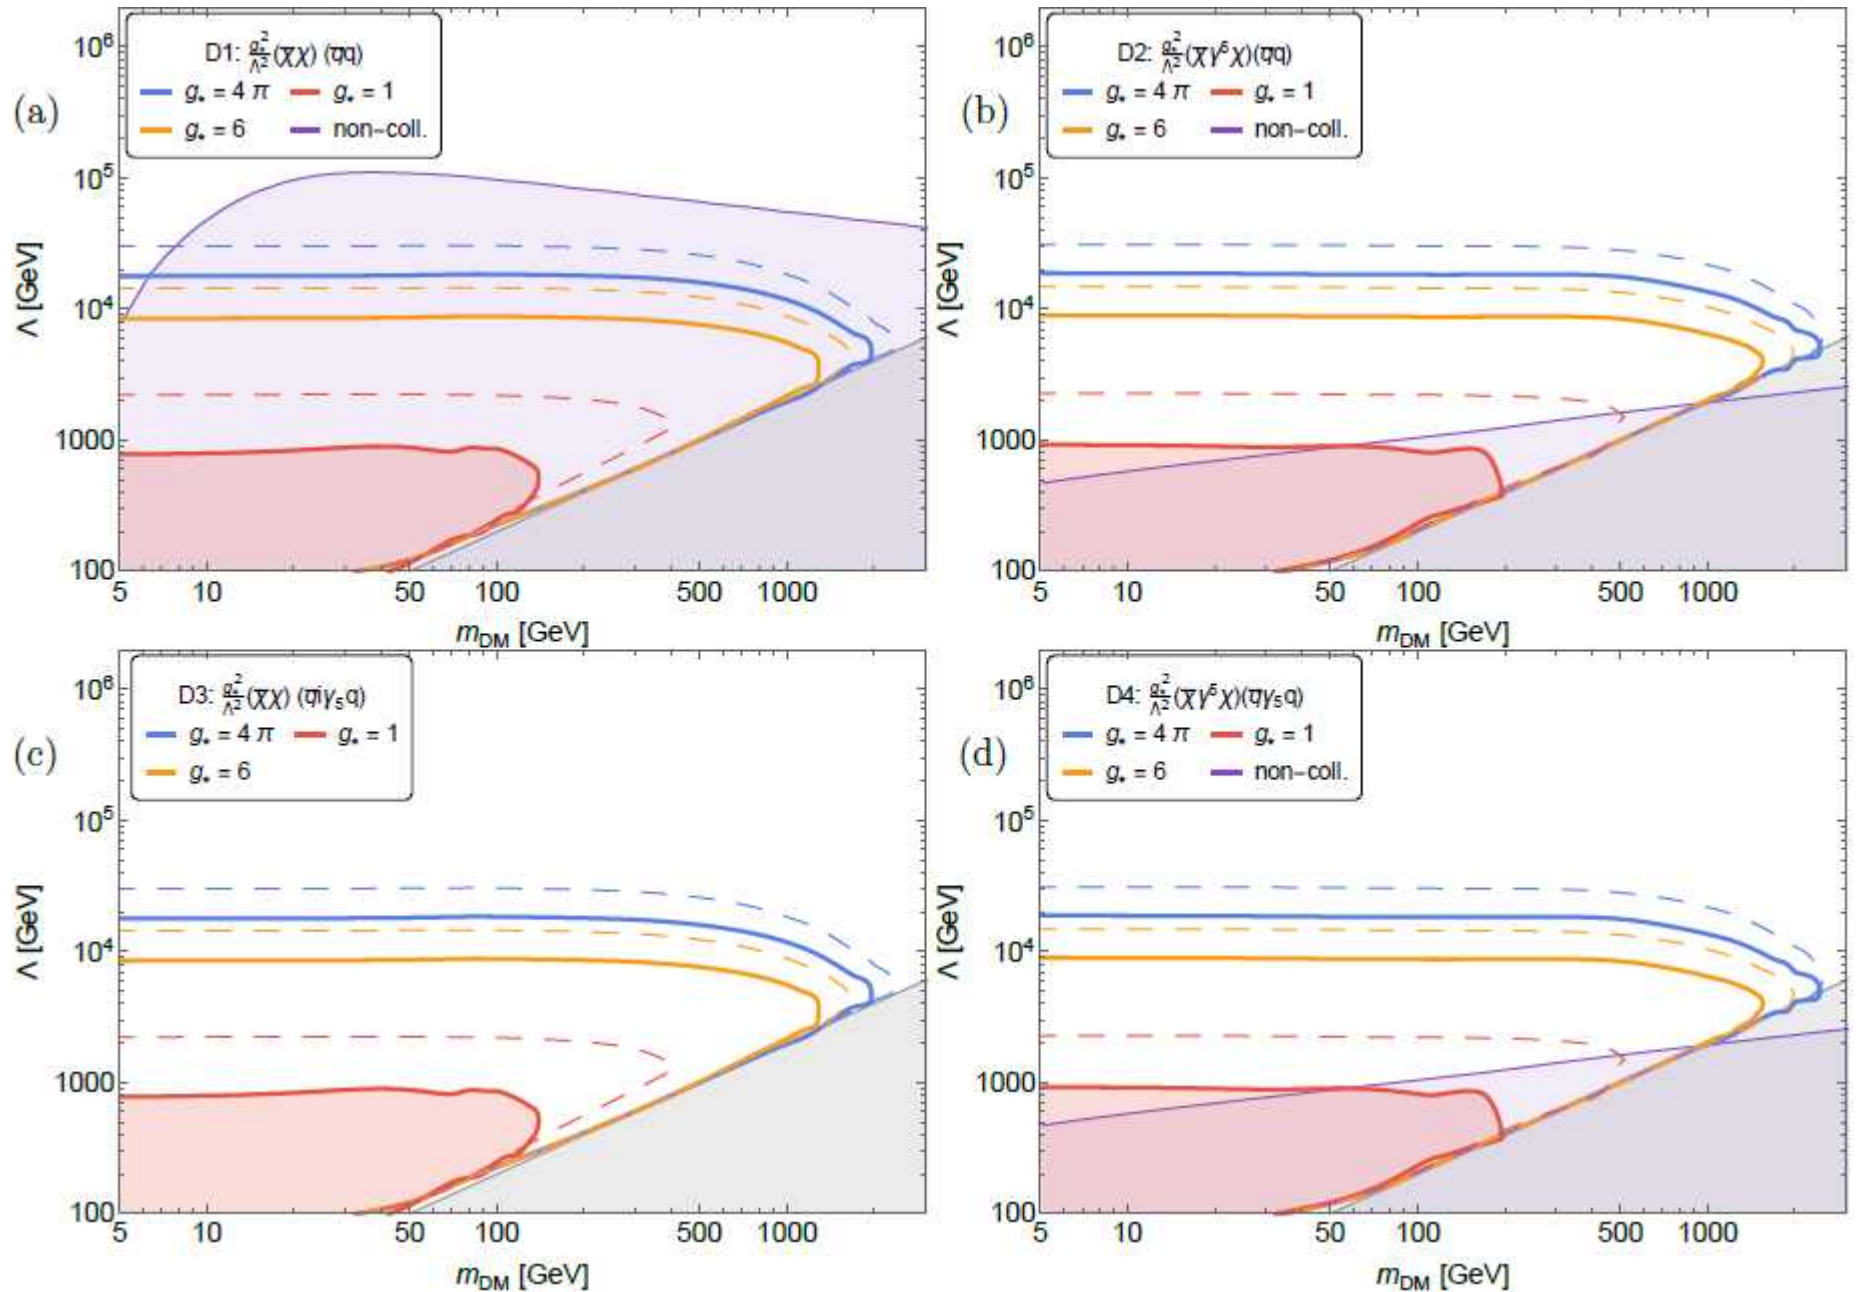 (a)
D1: g⁎²/Λ² (χ̅χ) (q̅q)
g⁎ = 4 π g⁎ = 1
g⁎ = 6 non-coll.
Λ [GeV]
10⁶
10⁵
10⁴
1000
100
5 10 50 100 500 1000
m_DM [GeV]
(b)
D2: g⁎²/Λ² (χ̅γ⁵χ)(q̅q)
g⁎ = 4 π g⁎ = 1
g⁎ = 6 non-coll.
Λ [GeV]
10⁶
10⁵
10⁴
1000
100
5 10 50 100 500 1000
m_DM [GeV]
(c)
D3: g⁎²/Λ² (χ̅χ) (q̅iγ₅q)
g⁎ = 4 π g⁎ = 1
g⁎ = 6
Λ [GeV]
10⁶
10⁵
10⁴
1000
100
5 10 50 100 500 1000
m_DM [GeV]
(d)
D4: g⁎²/Λ² (χ̅γ⁵χ)(q̅γ₅q)
g⁎ = 4 π g⁎ = 1
g⁎ = 6 non-coll.
Λ [GeV]
10⁶
10⁵
10⁴
1000
100
5 10 50 100 500 1000
m_DM [GeV]